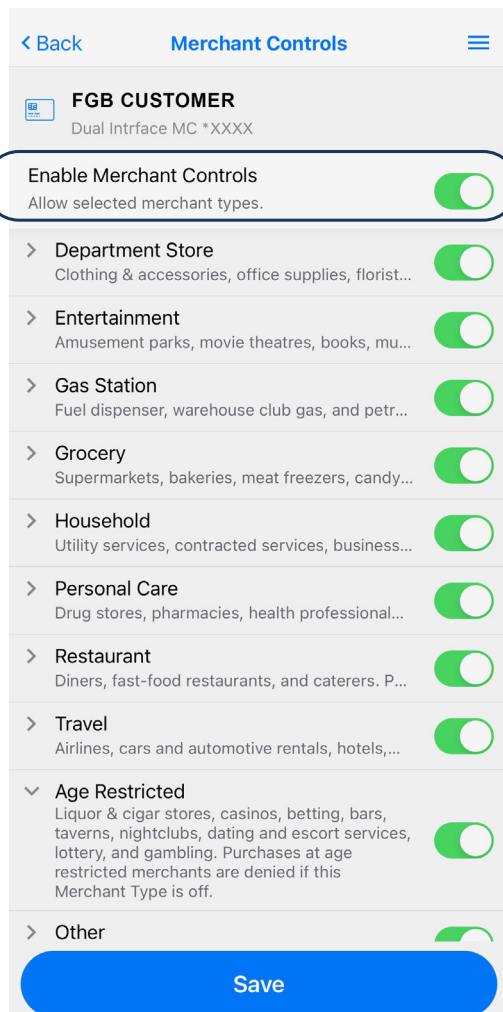 Back
Merchant Controls
FGB CUSTOMER
Dual Intrface MC *XXXX
Enable Merchant Controls
Allow selected merchant types.
Department Store
Clothing & accessories, office supplies, florist...
Entertainment
Amusement parks, movie theatres, books, mu...
Gas Station
Fuel dispenser, warehouse club gas, and petr...
Grocery
Supermarkets, bakeries, meat freezers, candy...
Household
Utility services, contracted services, business...
Personal Care
Drug stores, pharmacies, health professional...
Restaurant
Diners, fast-food restaurants, and caterers. P...
Travel
Airlines, cars and automotive rentals, hotels,...
Age Restricted
Liquor & cigar stores, casinos, betting, bars,
taverns, nightclubs, dating and escort services,
lottery, and gambling. Purchases at age
restricted merchants are denied if this
Merchant Type is off.
Other
Save